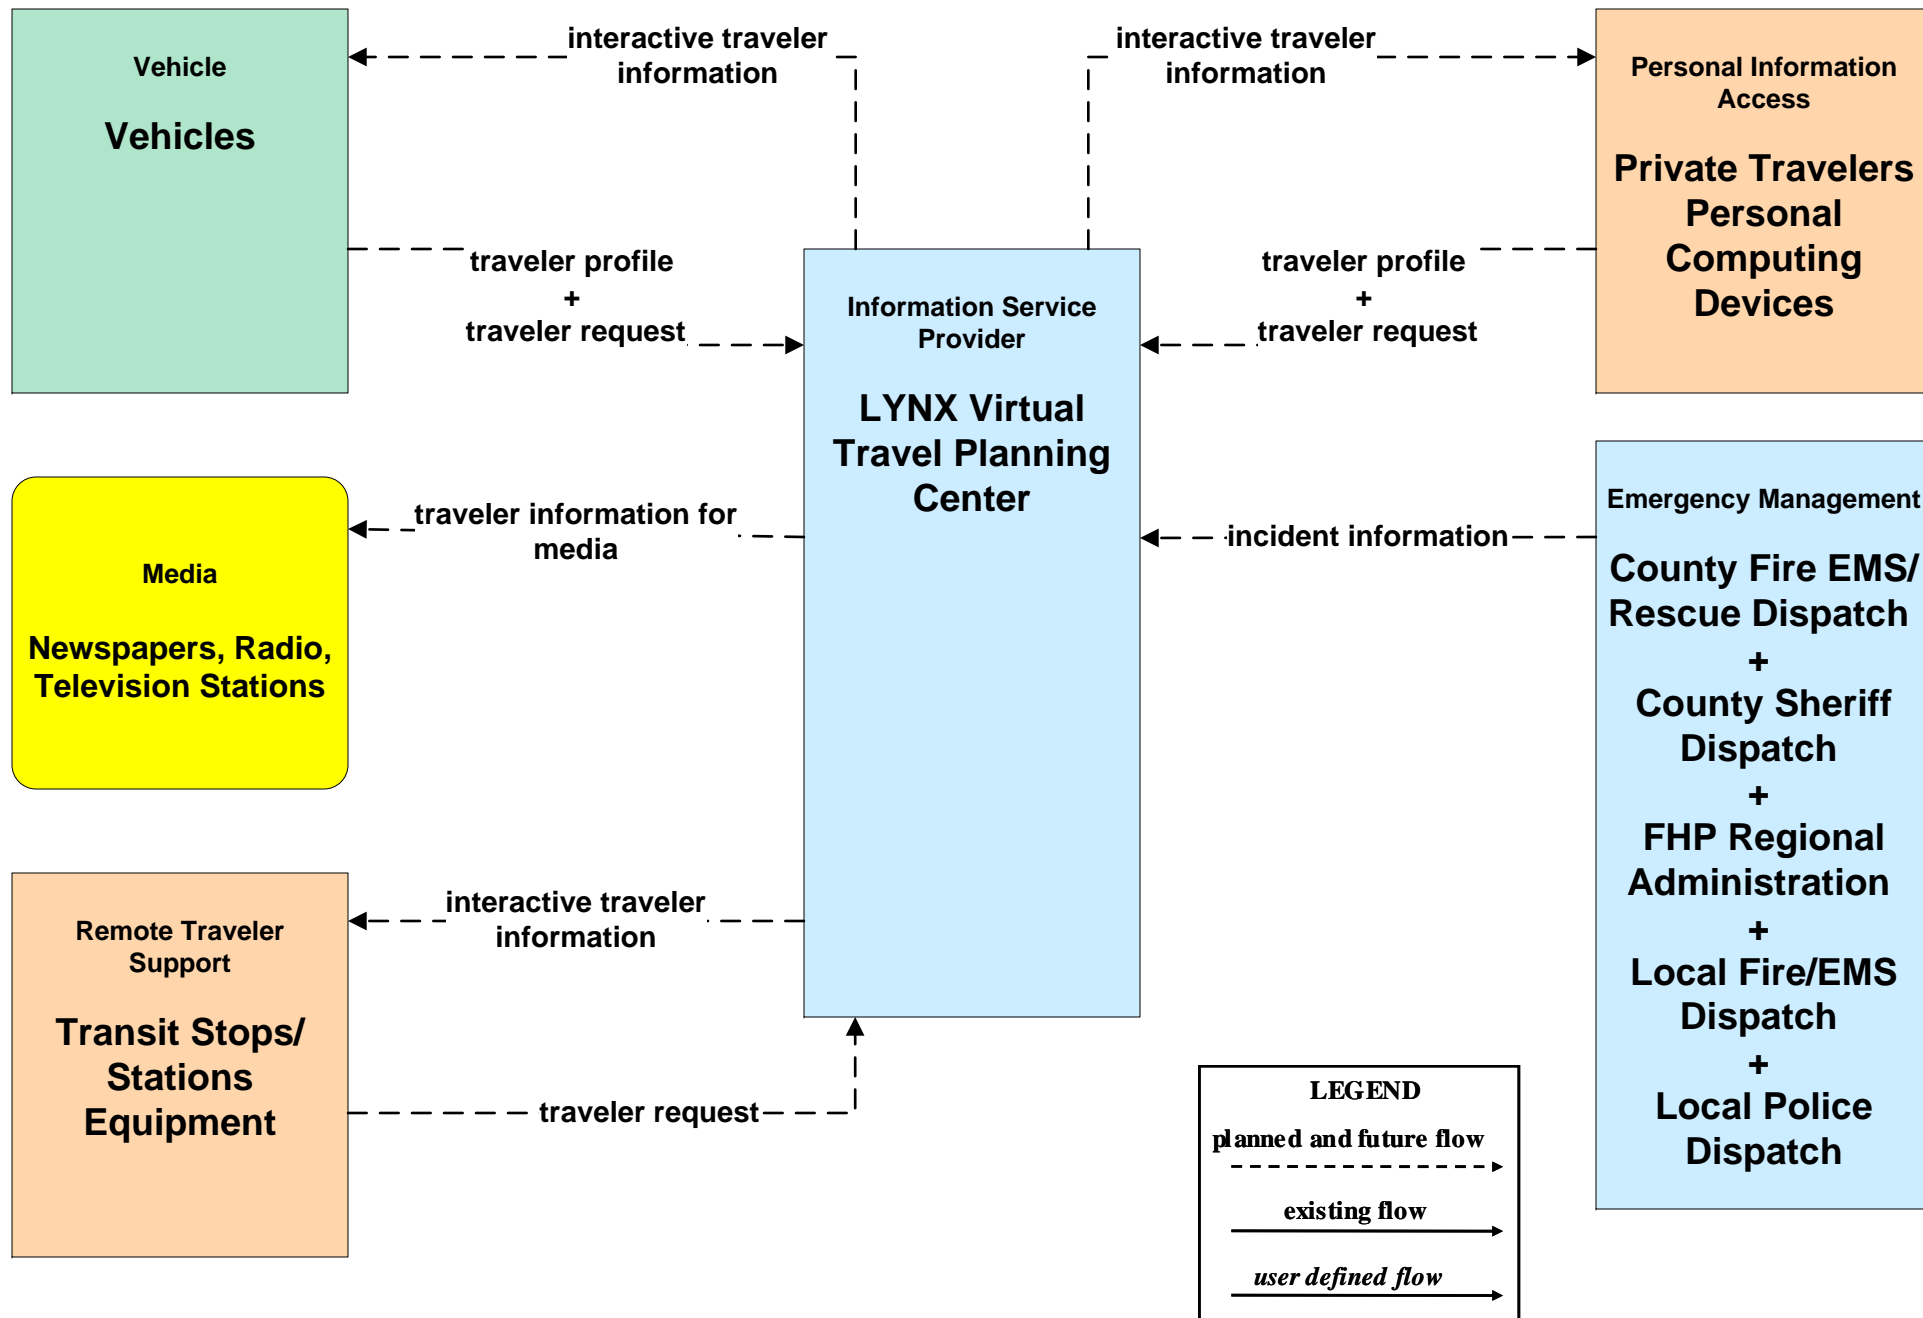 Vehicle
Vehicles
interactive traveler
information
interactive traveler
information
Personal Information
Access
Private Travelers
Personal
Computing
Devices
traveler profile
+
traveler request
traveler profile
+
traveler request
Information Service
Provider
LYNX Virtual
Travel Planning
Center
Media
Newspapers, Radio,
Television Stations
traveler information for
media
incident information
Emergency Management
County Fire EMS/
Rescue Dispatch
+
County Sheriff
Dispatch
+
FHP Regional
Administration
+
Local Fire/EMS
Dispatch
+
Local Police
Dispatch
Remote Traveler
Support
Transit Stops/
Stations
Equipment
interactive traveler
information
traveler request
LEGEND
planned and future flow
existing flow
user defined flow